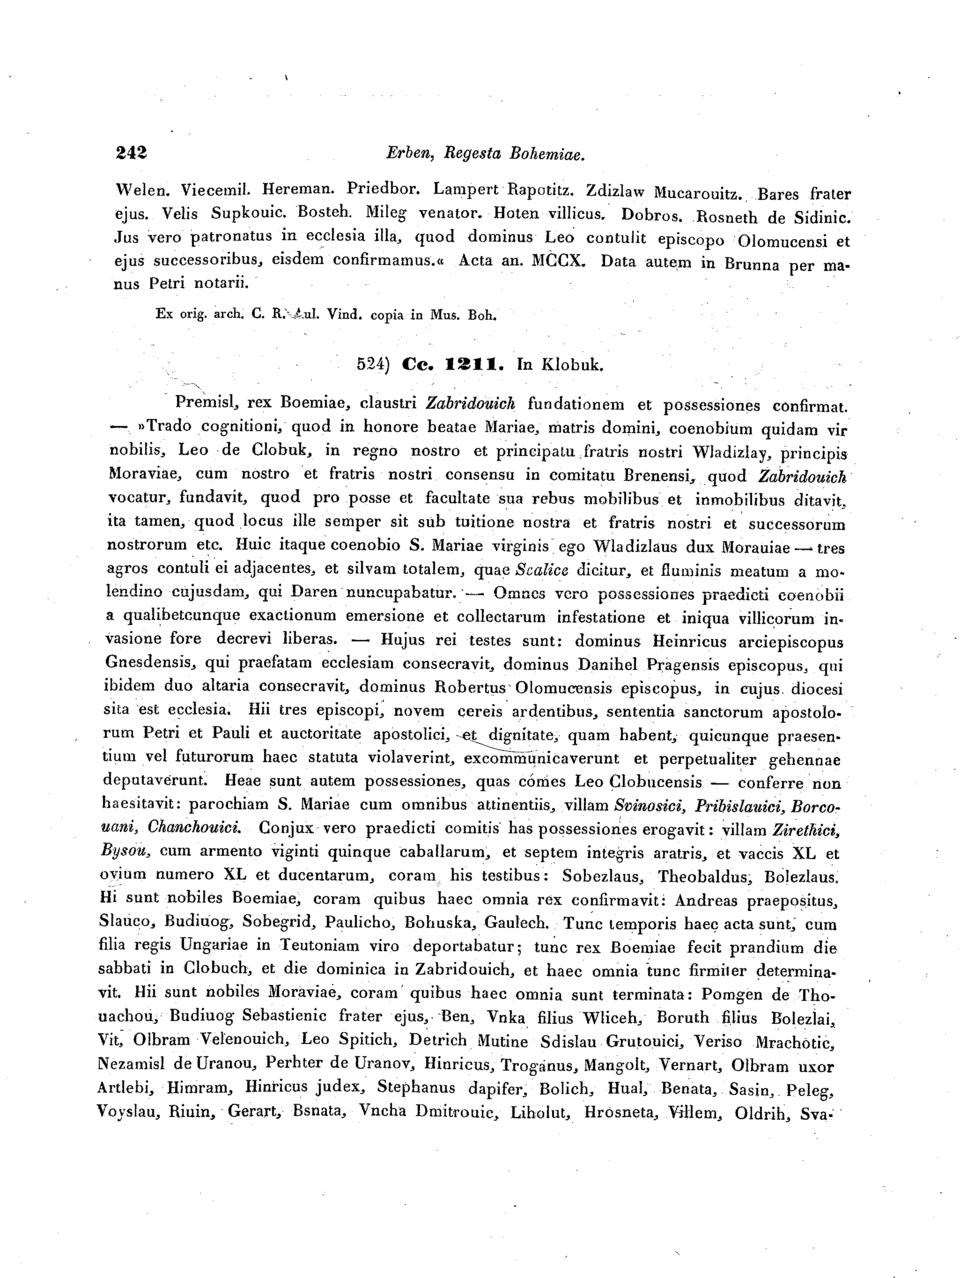 242 Erben, Regesta Bohemiae.
Welen. Viecemil. Hereman. Priedbor. Lampert Rapotitz. Zdizlaw Mucarouitz. Bares frater
ejus. Velis Supkouic. Bosteh. Mileg venator. Hoten villicus. Dobros. Rosneth de Sidinic.
Jus vero patronatus in ecclesia illa, quod dominus Leo contulit episcopo Olomucensi et
ejus successoribus, eisdem confirmamus.« Acta an. MCCX. Data autem in Brunna per ma-
nus Petri notarii.
Ex orig. arch. C. R. Aul. Vind. copia in Mus. Boh.
524) Cc. 1211. In Klobuk.
Premisl, rex Boemiae, claustri Zabridouich fundationem et possessiones confirmat.
— »Trado cognitioni, quod in honore beatae Mariae, matris domini, coenobium quidam vir
nobilis, Leo de Clobuk, in regno nostro et principatu fratris nostri Wladizlay, principis
Moraviae, cum nostro et fratris nostri consensu in comitatu Brenensi, quod Zabridouich
vocatur, fundavit, quod pro posse et facultate sua rebus mobilibus et inmobilibus ditavit,
ita tamen, quod locus ille semper sit sub tuitione nostra et fratris nostri et successorum
nostrorum etc. Huic itaque coenobio S. Mariae virginis ego Wladizlaus dux Morauiae — tres
agros contuli ei adjacentes, et silvam totalem, quae Scalice dicitur, et fluminis meatum a mo-
lendino cujusdam, qui Daren nuncupabatur. — Omnes vero possessiones praedicti coenobii
a qualibetcunque exactionum emersione et collectarum infestatione et iniqua villicorum in-
vasione fore decrevi liberas. — Hujus rei testes sunt: dominus Heinricus arciepiscopus
Gnesdensis, qui praefatam ecclesiam consecravit, dominus Danihel Pragensis episcopus, qui
ibidem duo altaria consecravit, dominus Robertus Olomucensis episcopus, in cujus diocesi
sita est ecclesia. Hii tres episcopi, novem cereis ardentibus, sententia sanctorum apostolo-
rum Petri et Pauli et auctoritate apostolici, et dignitate, quam habent, quicunque praesen-
tium vel futurorum haec statuta violaverint, excommunicaverunt et perpetualiter gehennae
deputaverunt. Heae sunt autem possessiones, quas comes Leo Clobucensis — conferre non
haesitavit: parochiam S. Mariae cum omnibus attinentiis, villam Svinosici, Pribislauici, Borco-
uani, Chanchouici. Conjux vero praedicti comitis has possessiones erogavit: villam Zirethici,
Bysou, cum armento viginti quinque caballarum, et septem integris aratris, et vaccis XL et
ovium numero XL et ducentarum, coram his testibus: Sobezlaus, Theobaldus, Bolezlaus.
Hi sunt nobiles Boemiae, coram quibus haec omnia rex confirmavit: Andreas praepositus,
Slauco, Budiuog, Sobegrid, Paulicho, Bohuska, Gaulech. Tunc temporis haec acta sunt, cum
filia regis Ungariae in Teutoniam viro deportabatur; tunc rex Boemiae fecit prandium die
sabbati in Clobuch, et die dominica in Zabridouich, et haec omnia tunc firmiter determina-
vit. Hii sunt nobiles Moraviae, coram quibus haec omnia sunt terminata: Pomgen de Tho-
uachou, Budiuog Sebastienic frater ejus, Ben, Vnka filius Wliceh, Boruth filius Bolezlai,
Vit, Olbram Velenouich, Leo Spitich, Detrich Mutine Sdislau Grutouici, Veriso Mrachotic,
Nezamisl de Uranou, Perhter de Uranov, Hinricus, Troganus, Mangolt, Vernart, Olbram uxor
Artlebi, Himram, Hinricus judex, Stephanus dapifer, Bolich, Hual, Benata, Sasin, Peleg,
Voyslau, Riuin, Gerart, Bsnata, Vncha Dmitrouic, Liholut, Hrosneta, Villem, Oldrih, Sva-